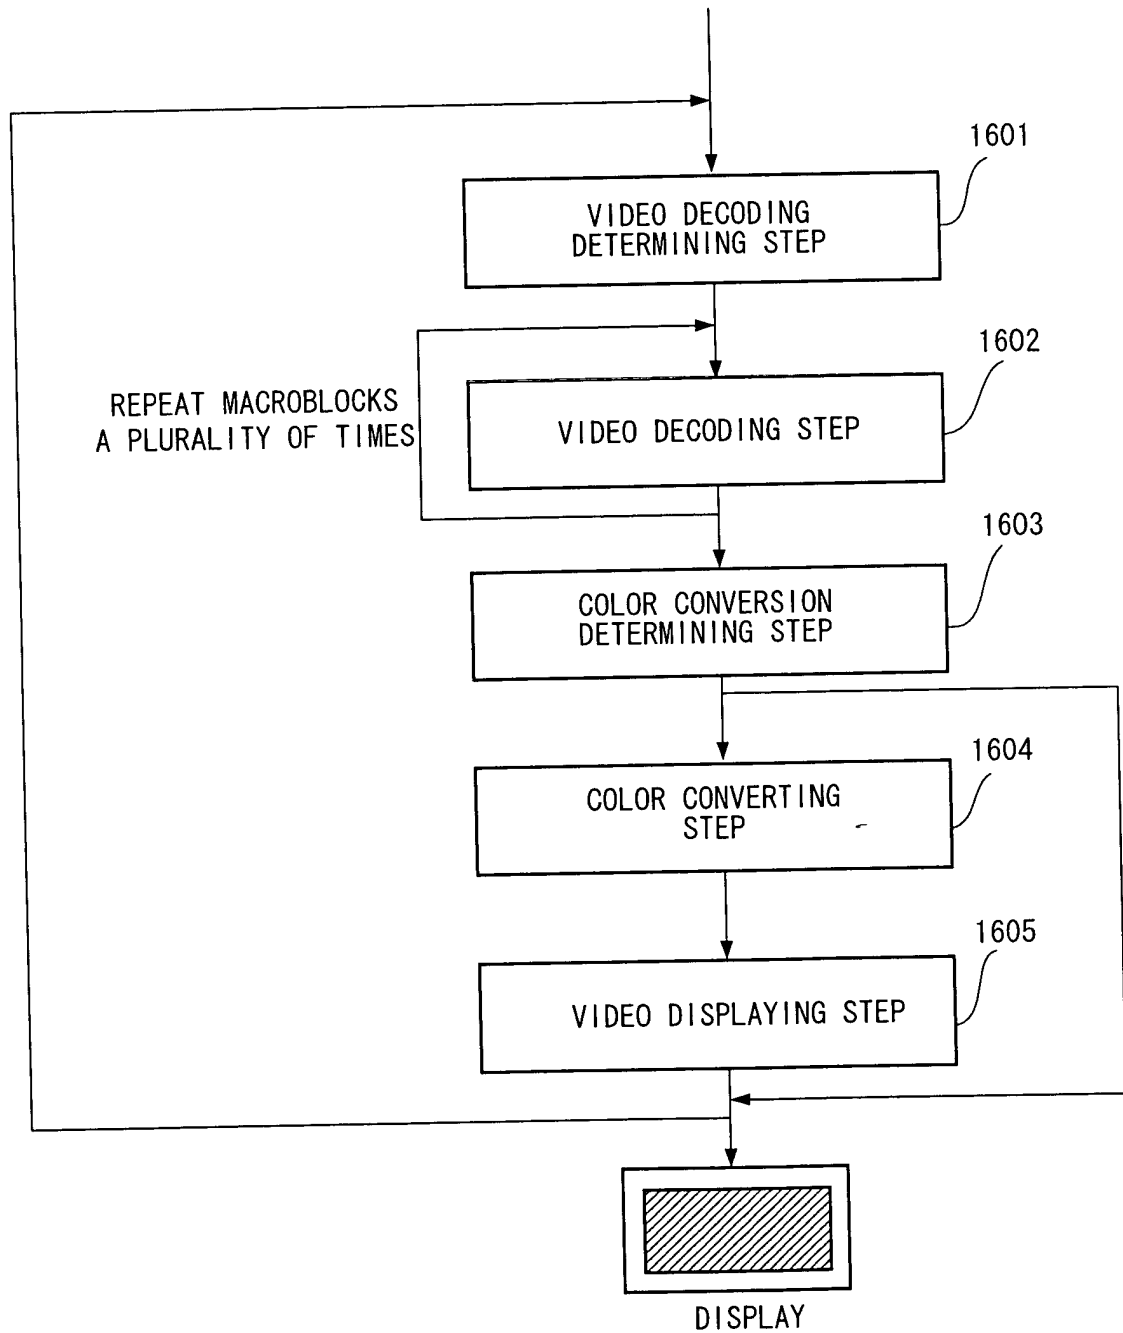 1601
VIDEO DECODING
DETERMINING STEP
1602
REPEAT MACROBLOCKS
A PLURALITY OF TIMES
VIDEO DECODING STEP
1603
COLOR CONVERSION
DETERMINING STEP
1604
COLOR CONVERTING
STEP
1605
VIDEO DISPLAYING STEP
DISPLAY